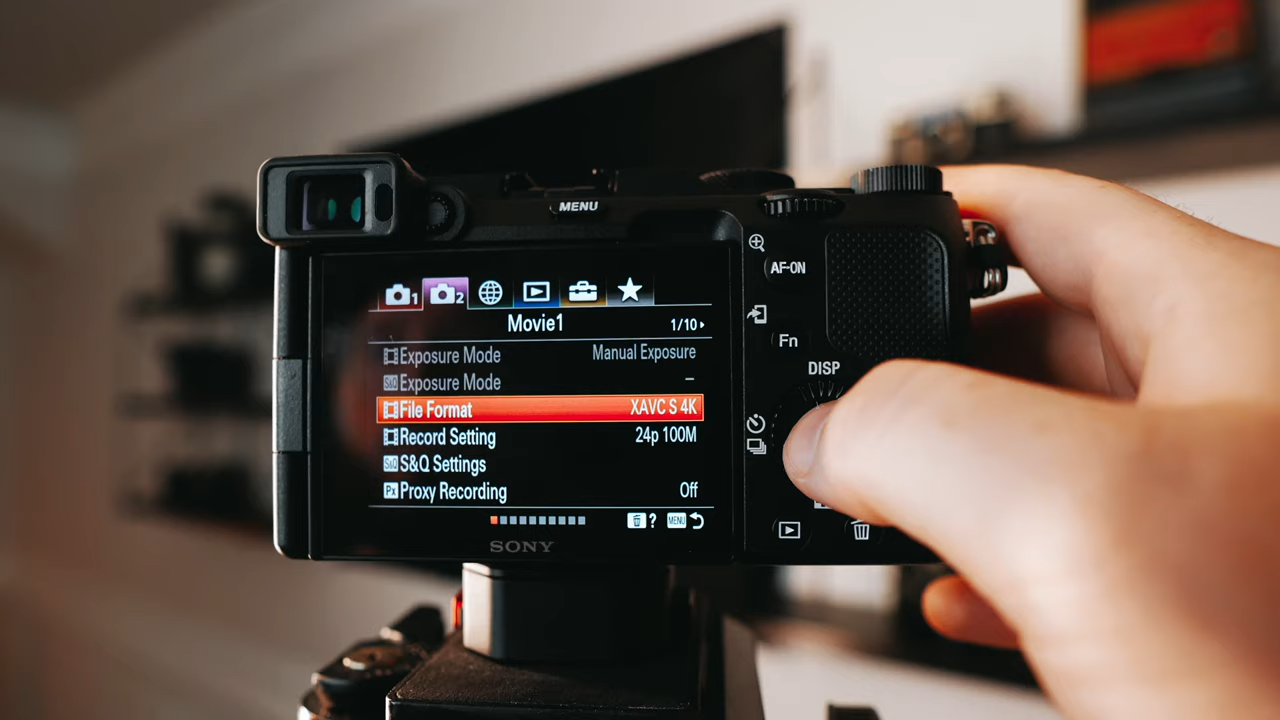 MENU
AF-ON
1 2
Movie1 1/10
Exposure Mode Manual Exposure
S&Q Exposure Mode –
File Format XAVC S 4K
Record Setting 24p 100M
S&Q S&Q Settings
Px Proxy Recording Off
? MENU
SONY
Fn
DISP